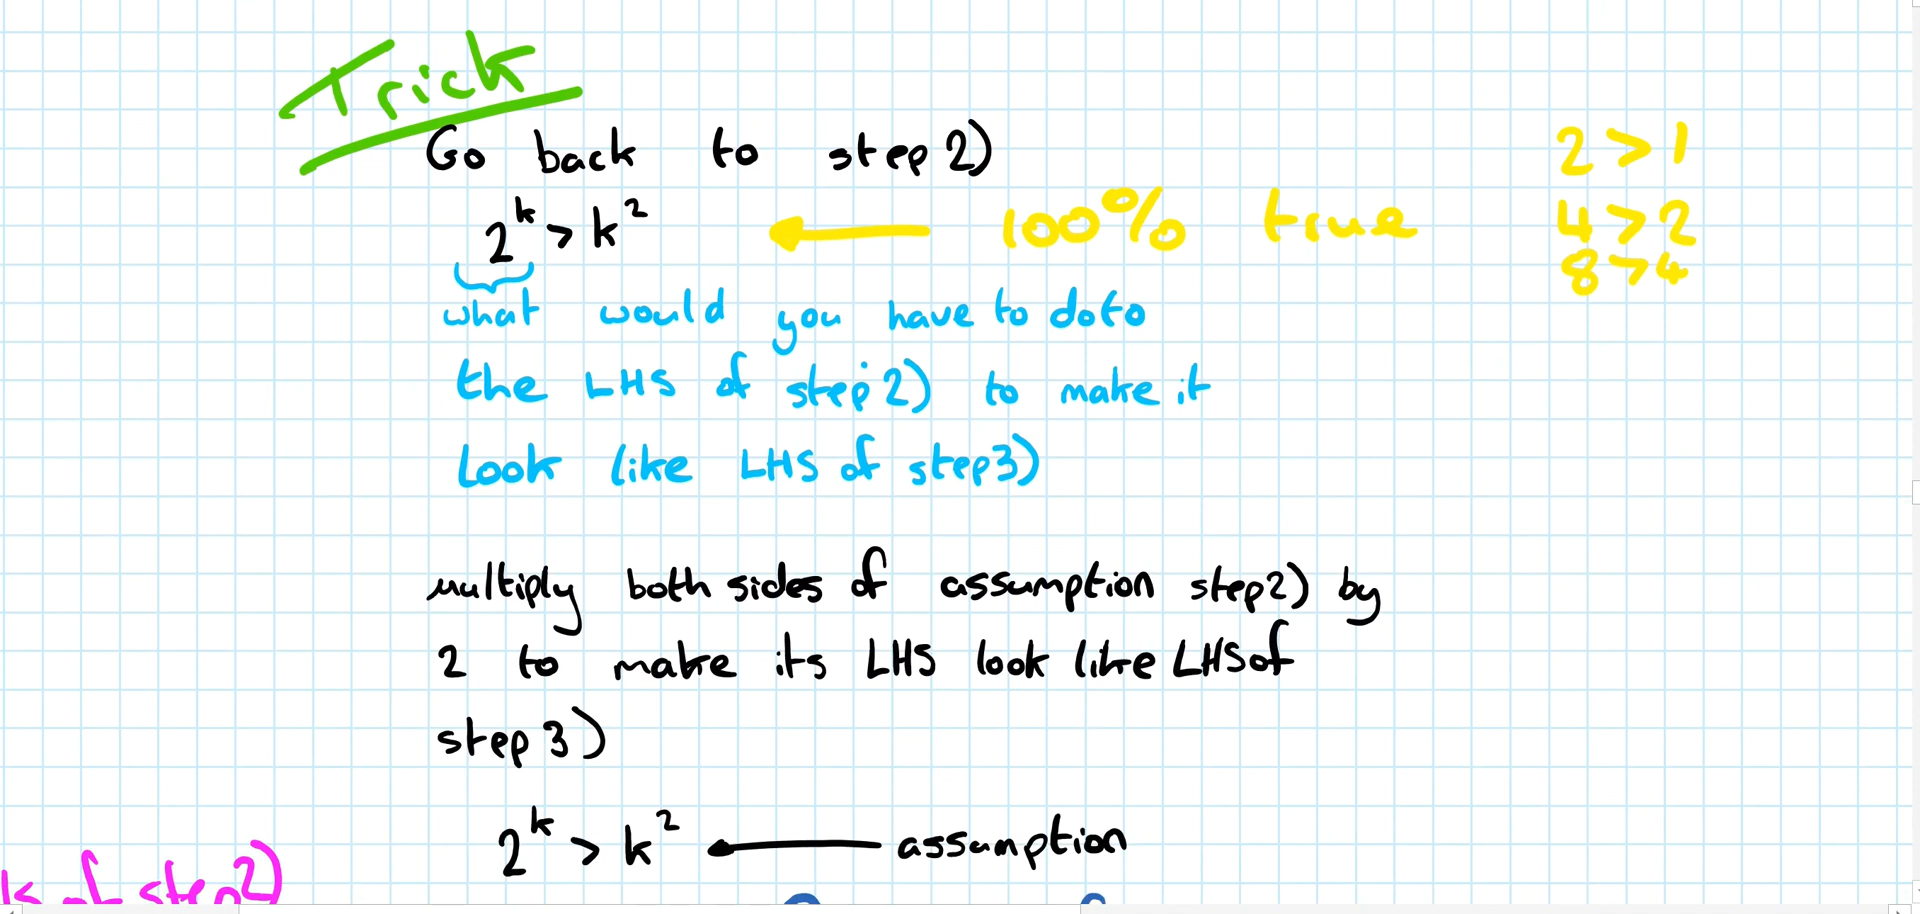 Trick
Go back to step 2)
2^k > k^2 ← 100% true
2 > 1
4 > 2
8 > 4
what would you have to do to
the LHS of step 2) to make it
look like LHS of step 3)
multiply both sides of assumption step 2) by
2 to make its LHS look like LHS of
step 3)
2^k > k^2 ← assumption
of step 2)